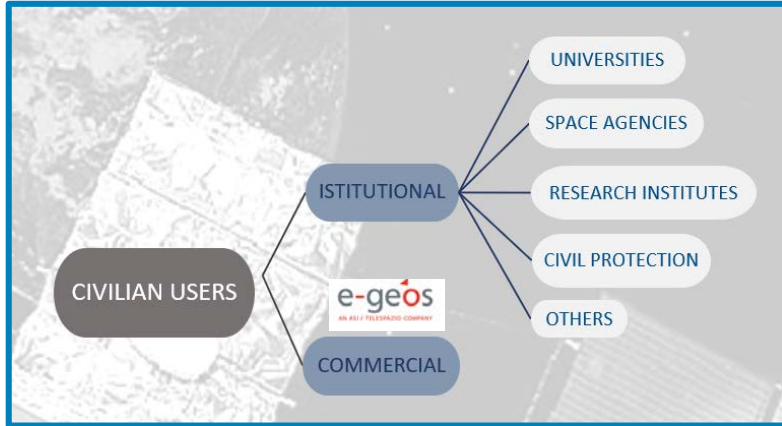 UNIVERSITIES
SPACE AGENCIES
ISTITUTIONAL
RESEARCH INSTITUTES
CIVIL PROTECTION
CIVILIAN USERS
e-geos
AN ASI / TELESPAZIO COMPANY
OTHERS
COMMERCIAL